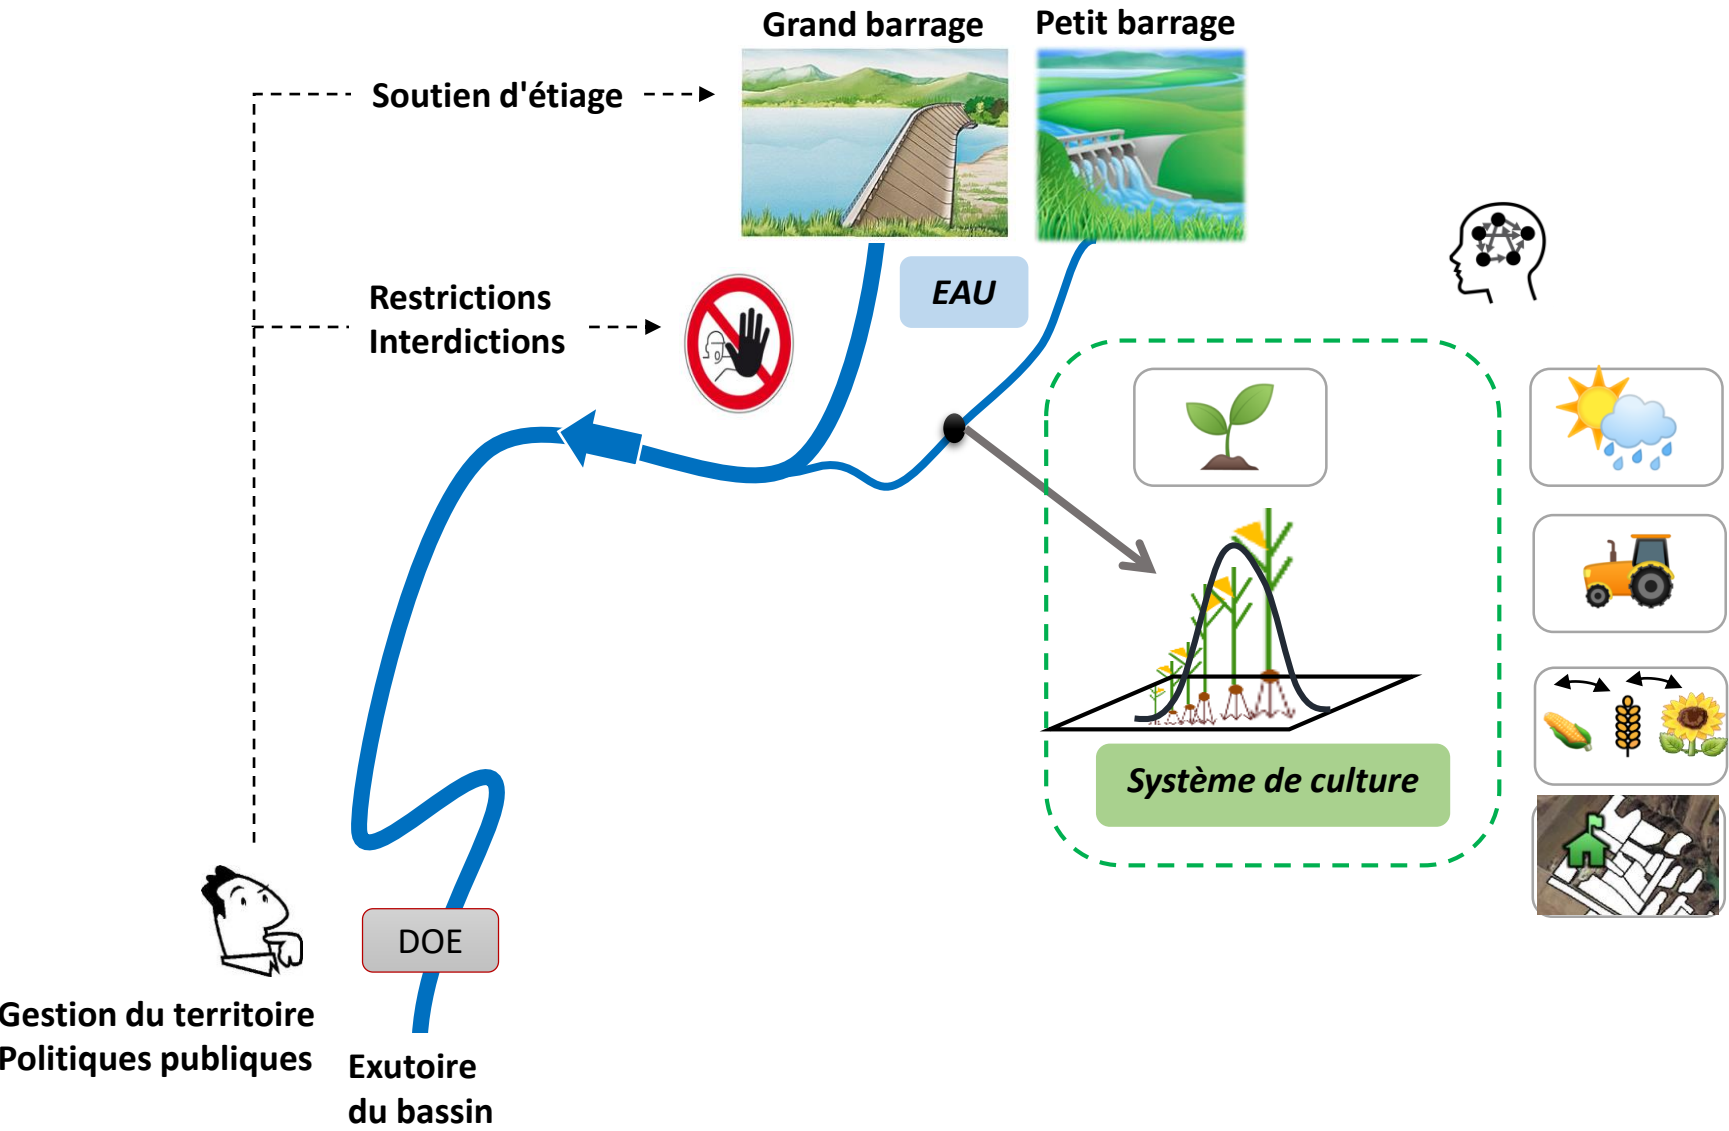 Grand barrage
Petit barrage
Soutien d'étiage
EAU
Restrictions
Interdictions
Système de culture
DOE
Gestion du territoire
Politiques publiques
Exutoire
du bassin